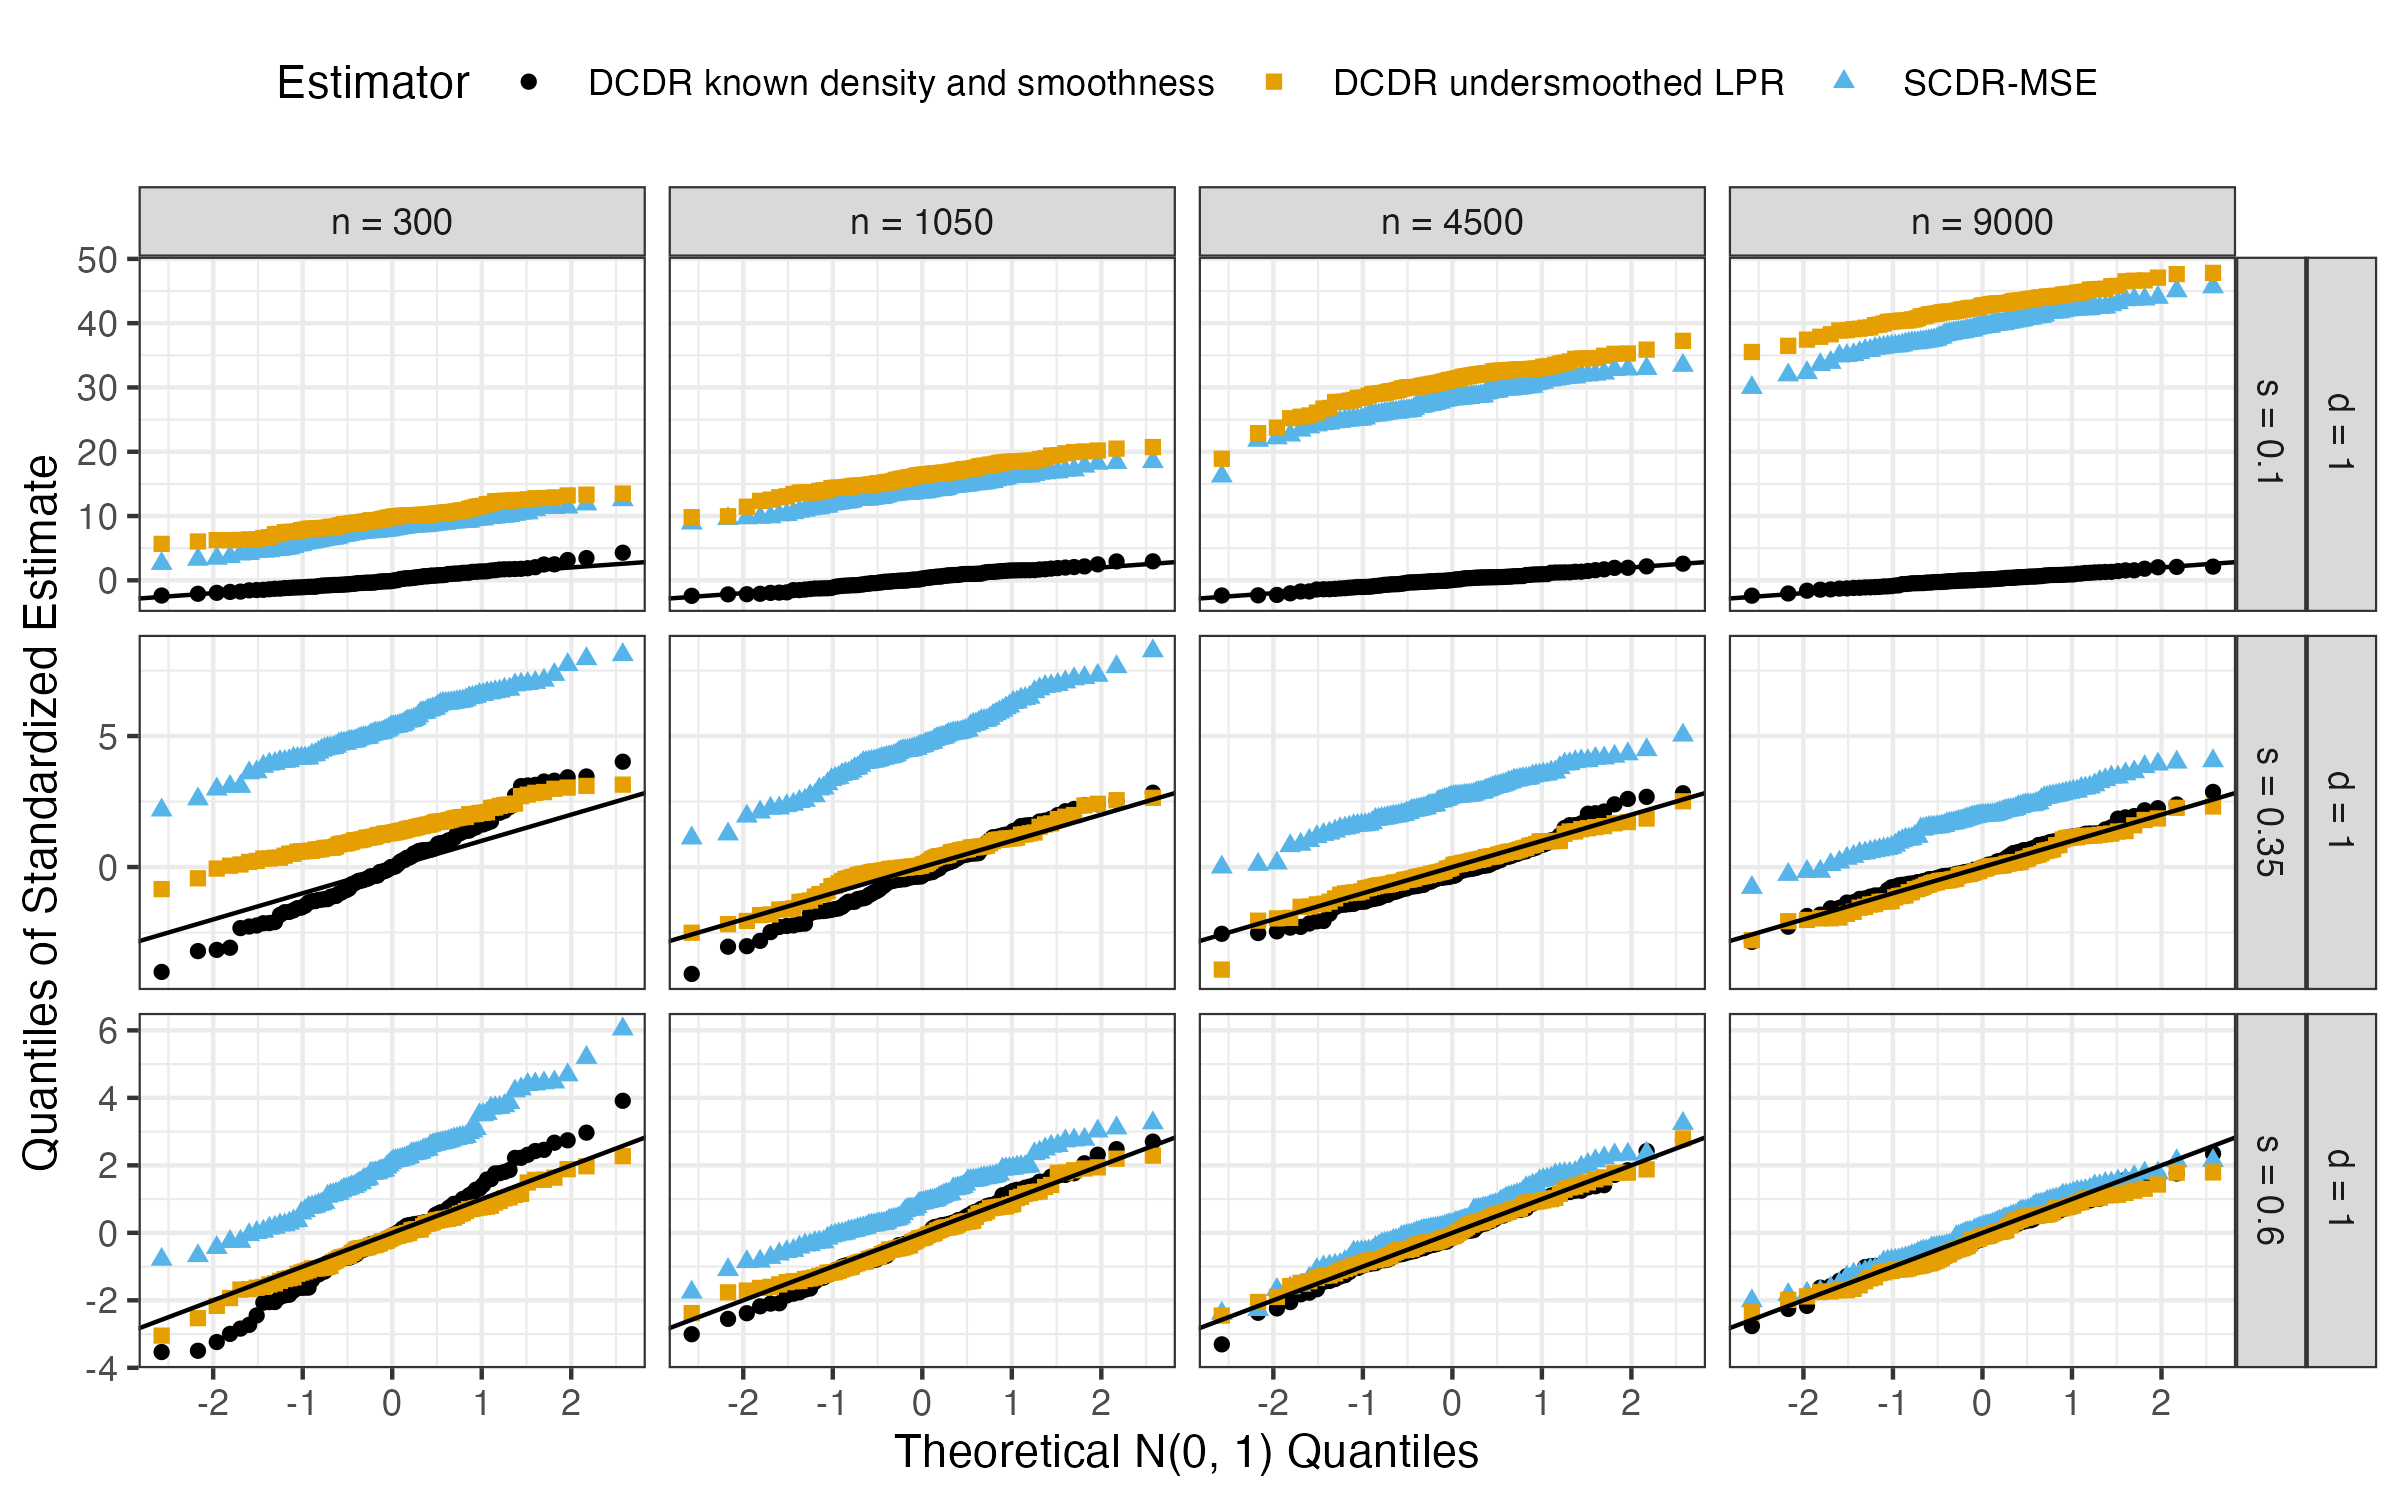 Estimator DCDR known density and smoothness DCDR undersmoothed LPR SCDR-MSE
n = 300 n = 1050 n = 4500 n = 9000
Quantiles of Standardized Estimate
50
40
30
20
10
0
s = 0.1
d = 1
5
0
s = 0.35
d = 1
6
4
2
0
-2
-4
s = 0.6
d = 1
-2 -1 0 1 2 -2 -1 0 1 2 -2 -1 0 1 2 -2 -1 0 1 2
Theoretical N(0, 1) Quantiles